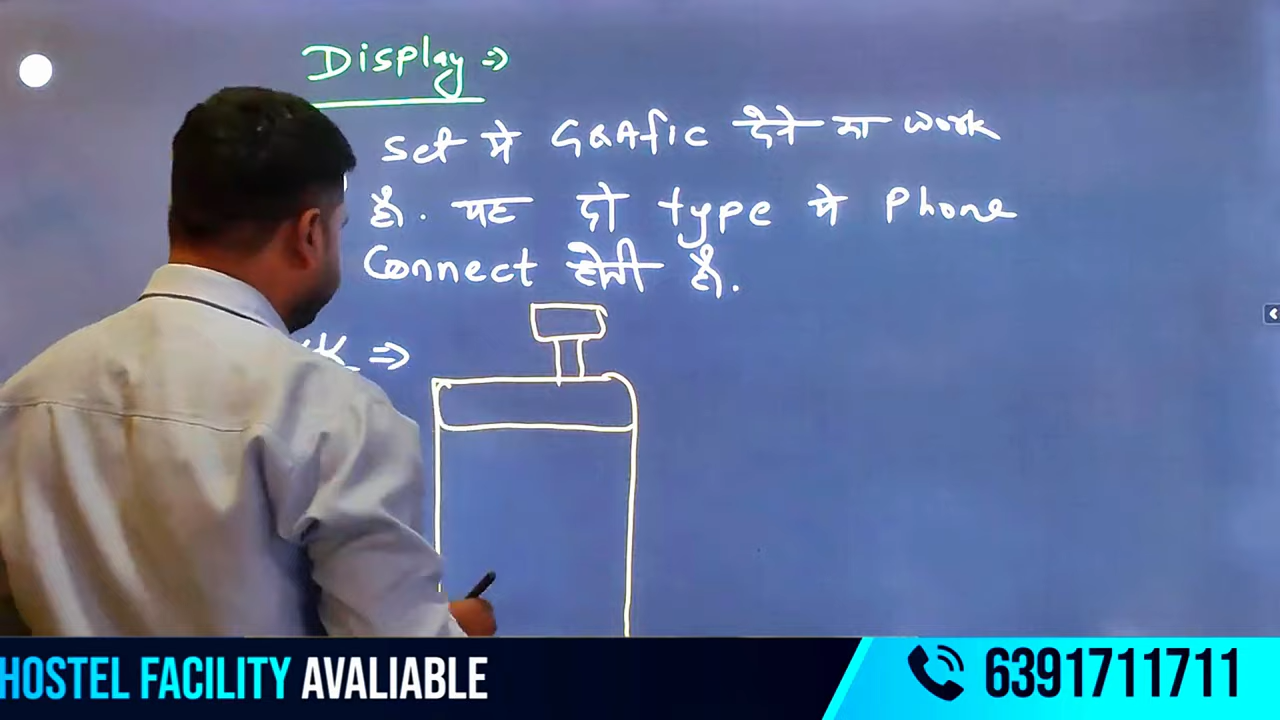 Display ⇒
Set मे GRAfic देने का work
है. यह दो type मे Phone
Connect होती है.
⇒
HOSTEL FACILITY AVALIABLE
6391711711